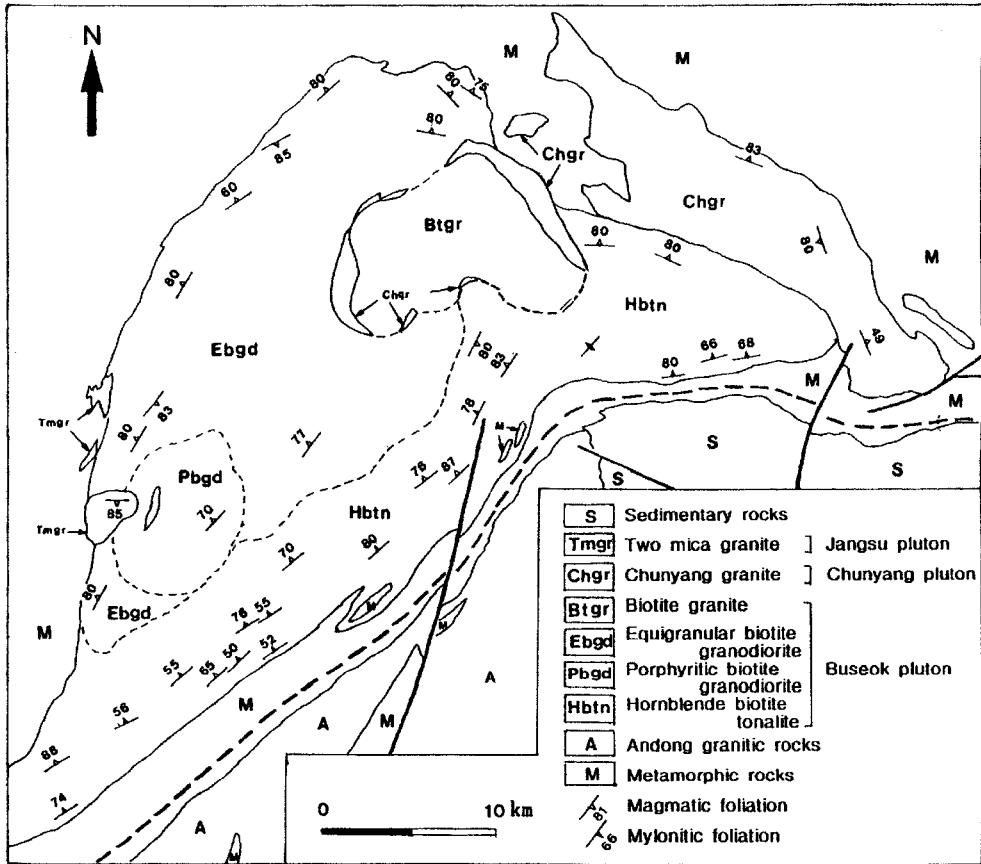 N
M
M
80
80
75
80
85
83
Chgr
60
Chgr
80
Btgr
60
80
M
80
Chgr
Hbtn
Ebgd
80
83
66
68
49
80
M
M
Tmgr
83
80
78
M
77
S
S
Pbgd
76
87
85
70
Tmgr
Hbtn
70
80
80
Ebgd
M
M
M
76
55
55
65
50
52
A
M
56
A
M
88
74
A
M
0 10 km
S Sedimentary rocks
Tmgr Two mica granite ] Jangsu pluton
Chgr Chunyang granite ] Chunyang pluton
Btgr Biotite granite
Ebgd Equigranular biotite
granodiorite
Pbgd Porphyritic biotite
granodiorite
Buseok pluton
Hbtn Hornblende biotite
tonalite
A Andong granitic rocks
M Metamorphic rocks
87 Magmatic foliation
66 Mylonitic foliation